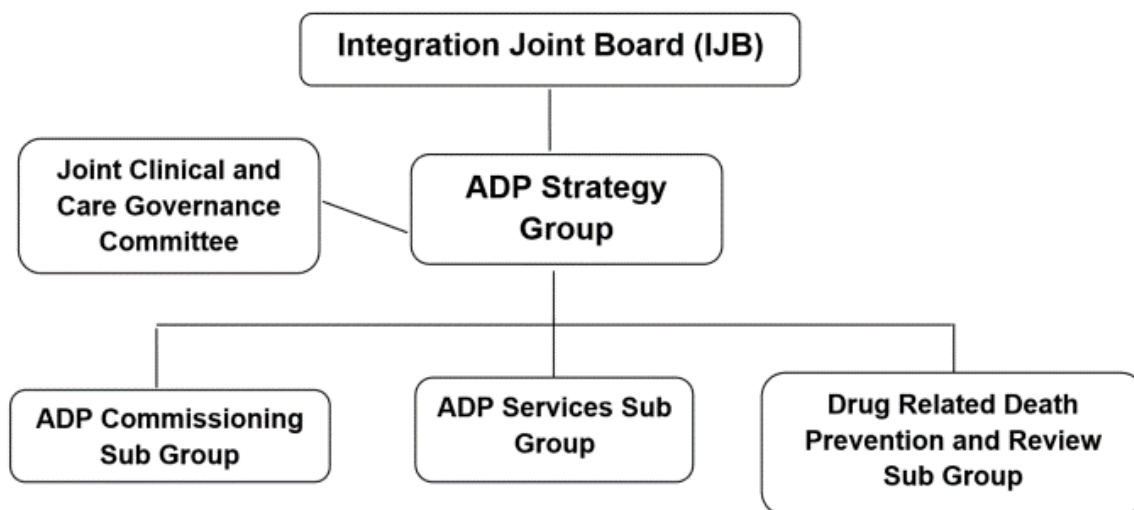 Integration Joint Board (IJB)
Joint Clinical and
Care Governance
Committee
ADP Strategy
Group
ADP Commissioning
Sub Group
ADP Services Sub
Group
Drug Related Death
Prevention and Review
Sub Group